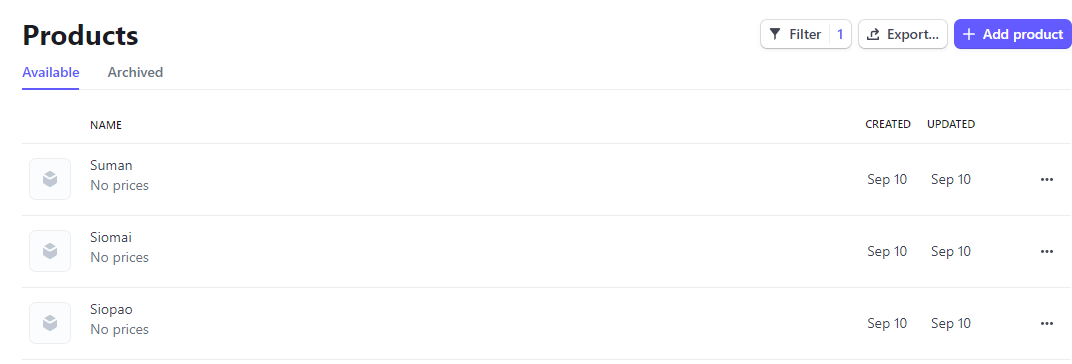 Products
Filter 1
Export...
Add product
Available Archived
NAME CREATED UPDATED
Suman
No prices
Sep 10 Sep 10
Siomai
No prices
Sep 10 Sep 10
Siopao
No prices
Sep 10 Sep 10